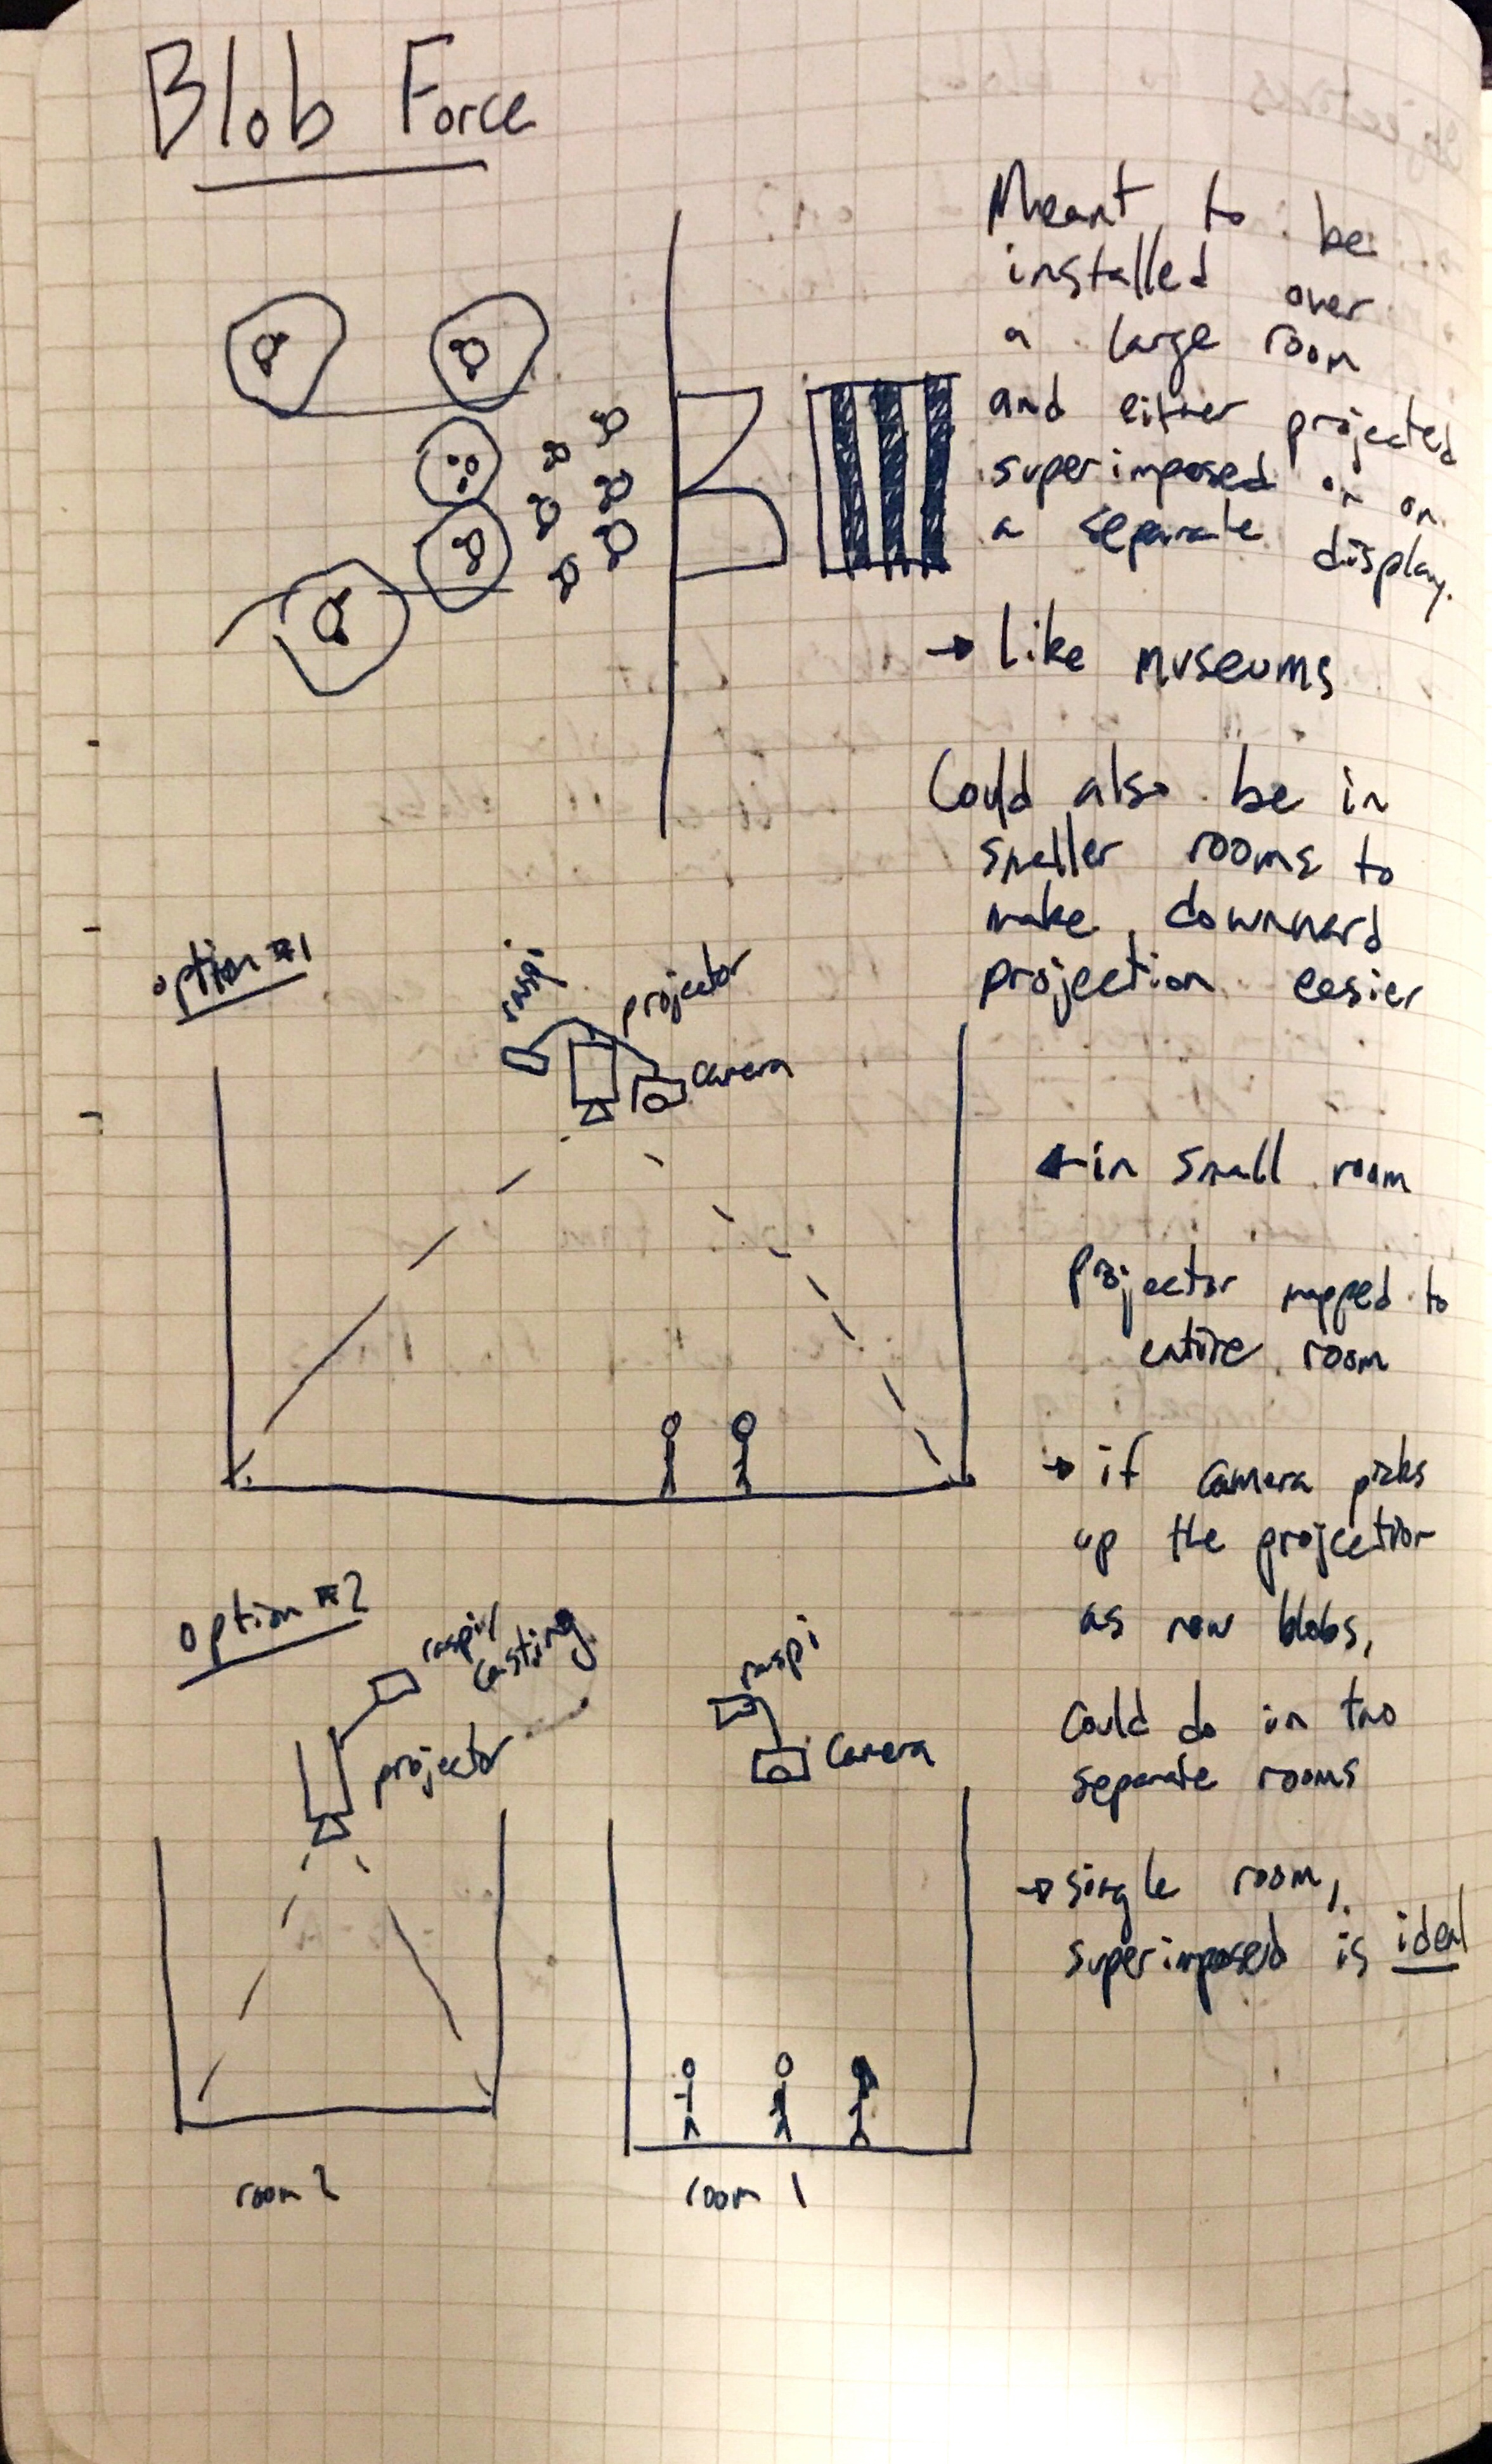 Blob Force
Meant to be
installed over
a large room
and either projected
superimposed or on
a separate display.
→ Like museums
Could also be in
smaller rooms to
make downward
projection easier
option #1
raspi
projector
camera
← in small room
Projector mapped to
entire room
→ if camera picks
up the projection
as new blobs,
could do in two
separate rooms
→ single room,
superimposed is ideal
option #2
raspi/
casting
projector
raspi
Camera
room 2
room 1